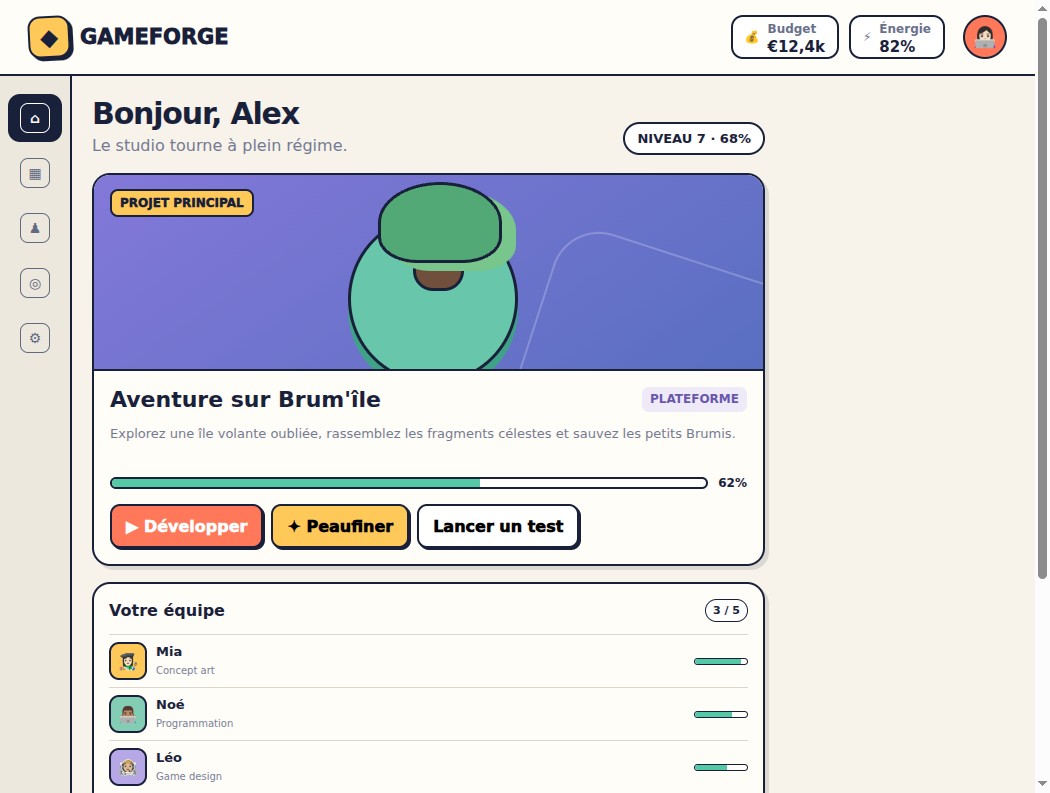 GAMEFORGE
Budget
€12,4k
Énergie
82%
Bonjour, Alex
Le studio tourne à plein régime.
NIVEAU 7 · 68%
PROJET PRINCIPAL
Aventure sur Brum'île
PLATEFORME
Explorez une île volante oubliée, rassemblez les fragments célestes et sauvez les petits Brumis.
62%
▶ Développer
✦ Peaufiner
Lancer un test
Votre équipe
3 / 5
Mia
Concept art
Noé
Programmation
Léo
Game design